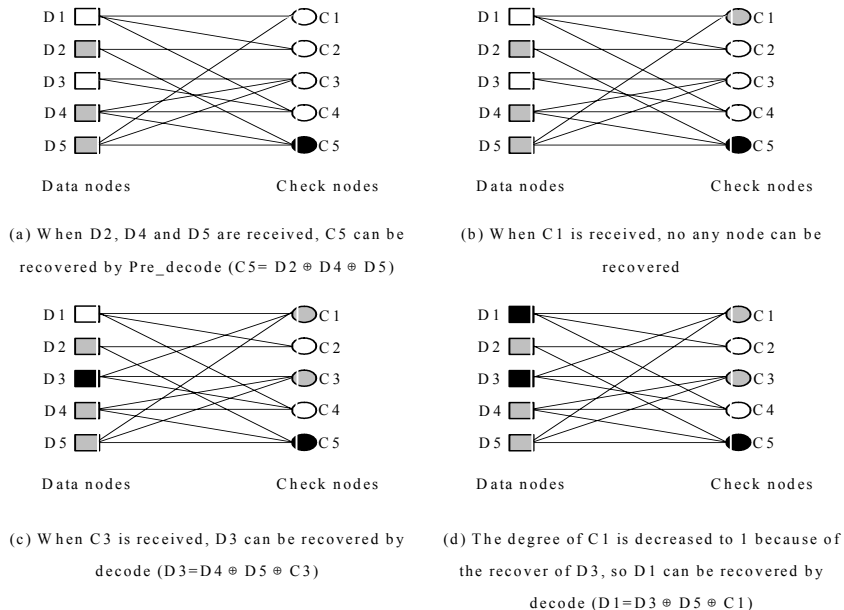 D1 C1
D2 C2
D3 C3
D4 C4
D5 C5
Data nodes Check nodes
(a) When D2, D4 and D5 are received, C5 can be
recovered by Pre_decode (C5= D2 ⊕ D4 ⊕ D5)
D1 C1
D2 C2
D3 C3
D4 C4
D5 C5
Data nodes Check nodes
(b) When C1 is received, no any node can be
recovered
D1 C1
D2 C2
D3 C3
D4 C4
D5 C5
Data nodes Check nodes
(c) When C3 is received, D3 can be recovered by
decode (D3=D4 ⊕ D5 ⊕ C3)
D1 C1
D2 C2
D3 C3
D4 C4
D5 C5
Data nodes Check nodes
(d) The degree of C1 is decreased to 1 because of
the recover of D3, so D1 can be recovered by
decode (D1=D3 ⊕ D5 ⊕ C1)